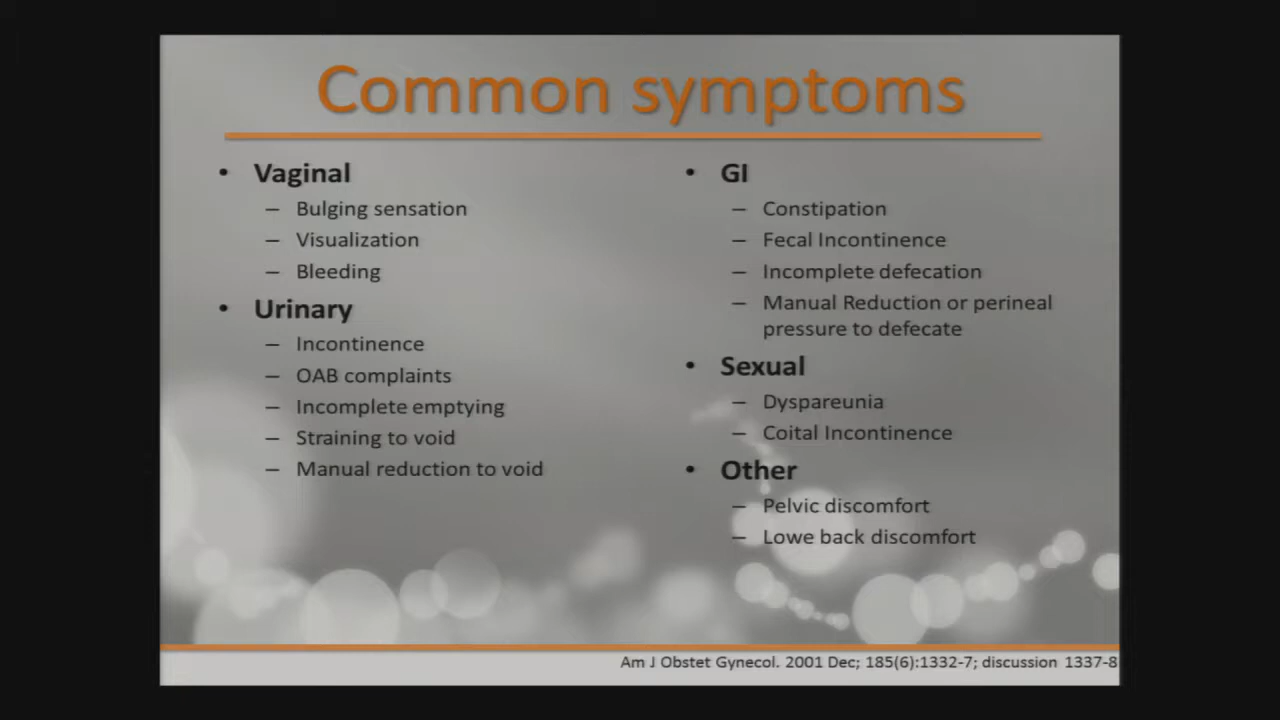 Common symptoms
• Vaginal
– Bulging sensation
– Visualization
– Bleeding
• Urinary
– Incontinence
– OAB complaints
– Incomplete emptying
– Straining to void
– Manual reduction to void
• GI
– Constipation
– Fecal Incontinence
– Incomplete defecation
– Manual Reduction or perineal
pressure to defecate
• Sexual
– Dyspareunia
– Coital Incontinence
• Other
– Pelvic discomfort
– Lowe back discomfort
Am J Obstet Gynecol. 2001 Dec; 185(6):1332-7; discussion 1337-8